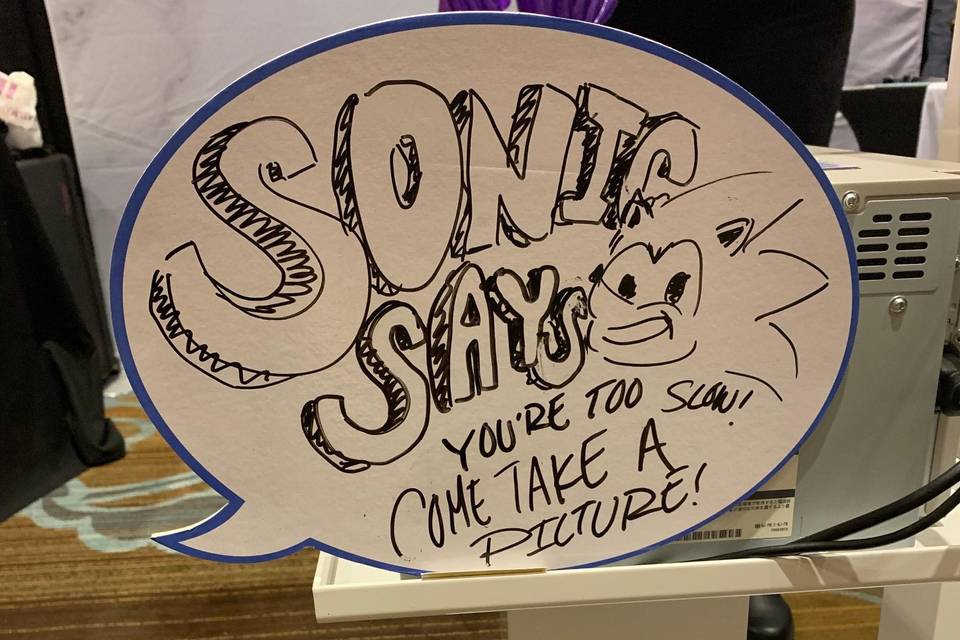 SONIC
SAYS
YOU'RE TOO SLOW!
COME TAKE A
PICTURE!